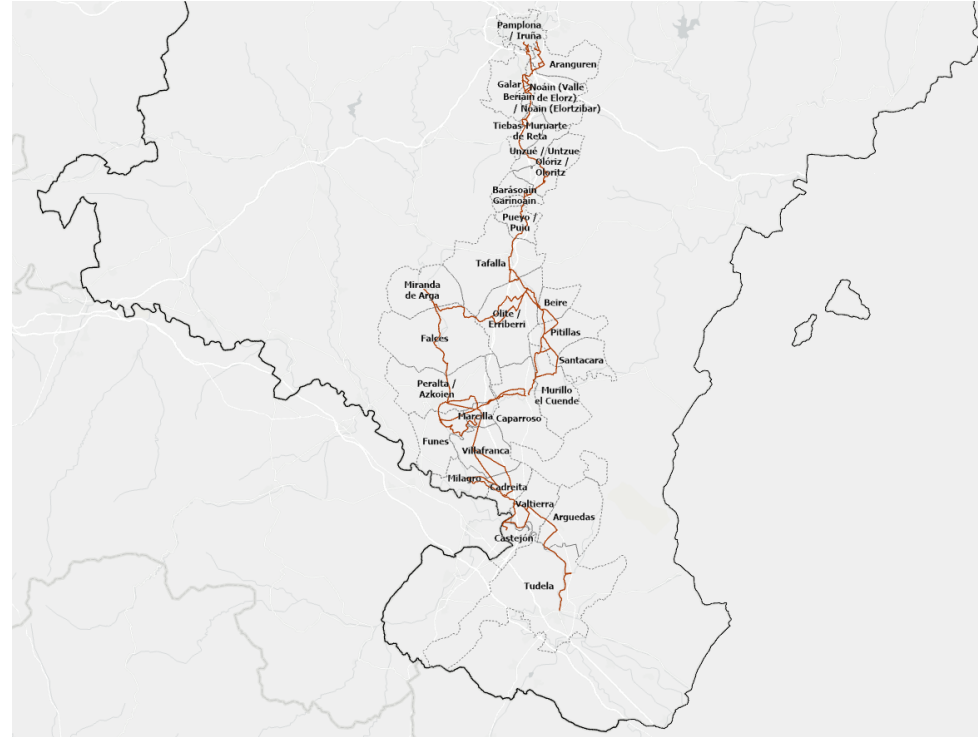 Pamplona
/ Iruña
Aranguren
Galar
Noáin (Valle
Beriáin de Elorz)
/ Noáin (Elortzibar)
Tiebas-Muruarte
de Reta
Unzué / Untzue
Olóriz /
Oloritz
Barásoain
Garínoain
Pueyo /
Puiu
Tafalla
Miranda
de Arga
Beire
Olite /
Erriberri
Pitillas
Falces
Santacara
Peralta /
Azkoien
Murillo
el Cuende
Marcilla
Caparroso
Funes
Villafranca
Milagro
Cadreita
Valtierra
Arguedas
Castejón
Tudela